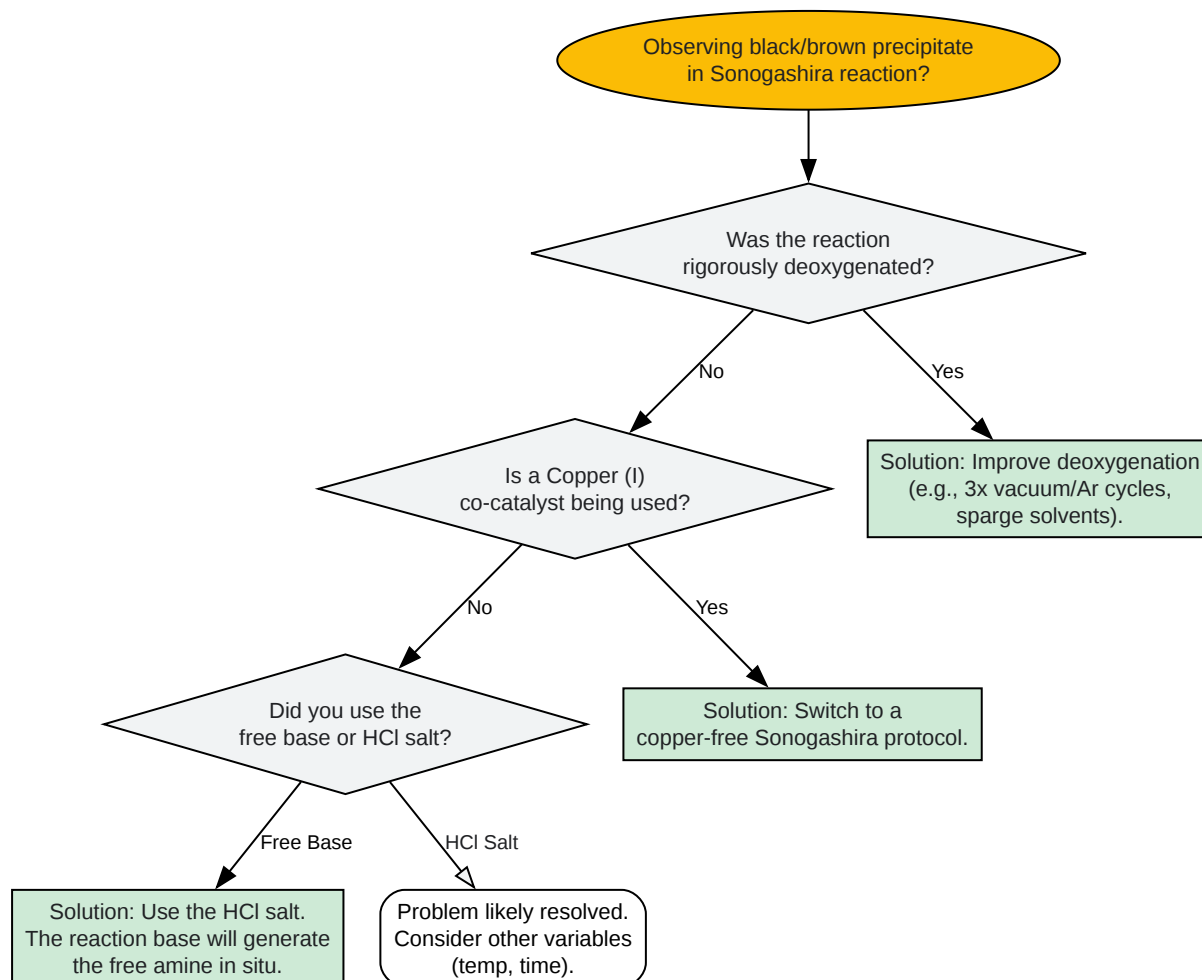 Observing black/brown precipitate
in Sonogashira reaction?
Was the reaction
rigorously deoxygenated?
No
Yes
Is a Copper (I)
co-catalyst being used?
Solution: Improve deoxygenation
(e.g., 3x vacuum/Ar cycles,
sparge solvents).
No
Yes
Did you use the
free base or HCl salt?
Solution: Switch to a
copper-free Sonogashira protocol.
Free Base
HCl Salt
Solution: Use the HCl salt.
The reaction base will generate
the free amine in situ.
Problem likely resolved.
Consider other variables
(temp, time).